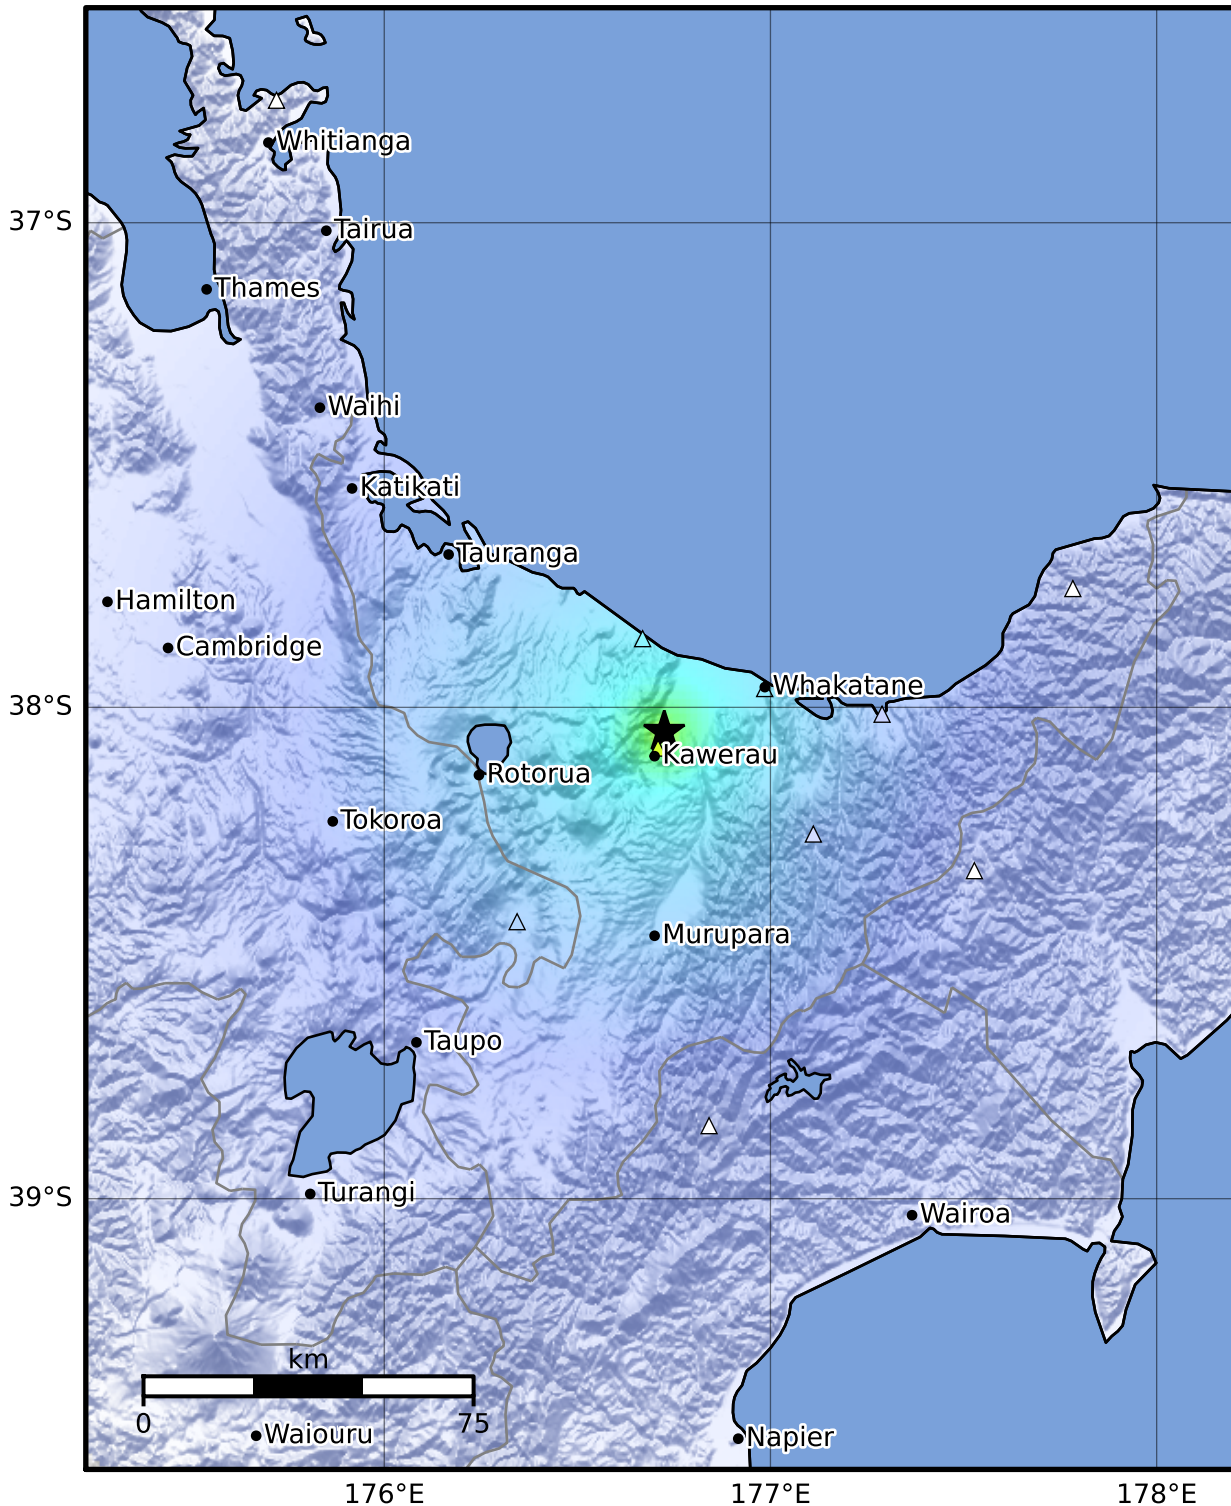 Whitianga
37°S
Tairua
Thames
Waihi
Katikati
Tauranga
Hamilton
Cambridge
Whakatane
38°S
Kawerau
Rotorua
Tokoroa
Murupara
Taupo
39°S
Turangi
Wairoa
km
0
75
Waiouru
Napier
176°E
177°E
178°E